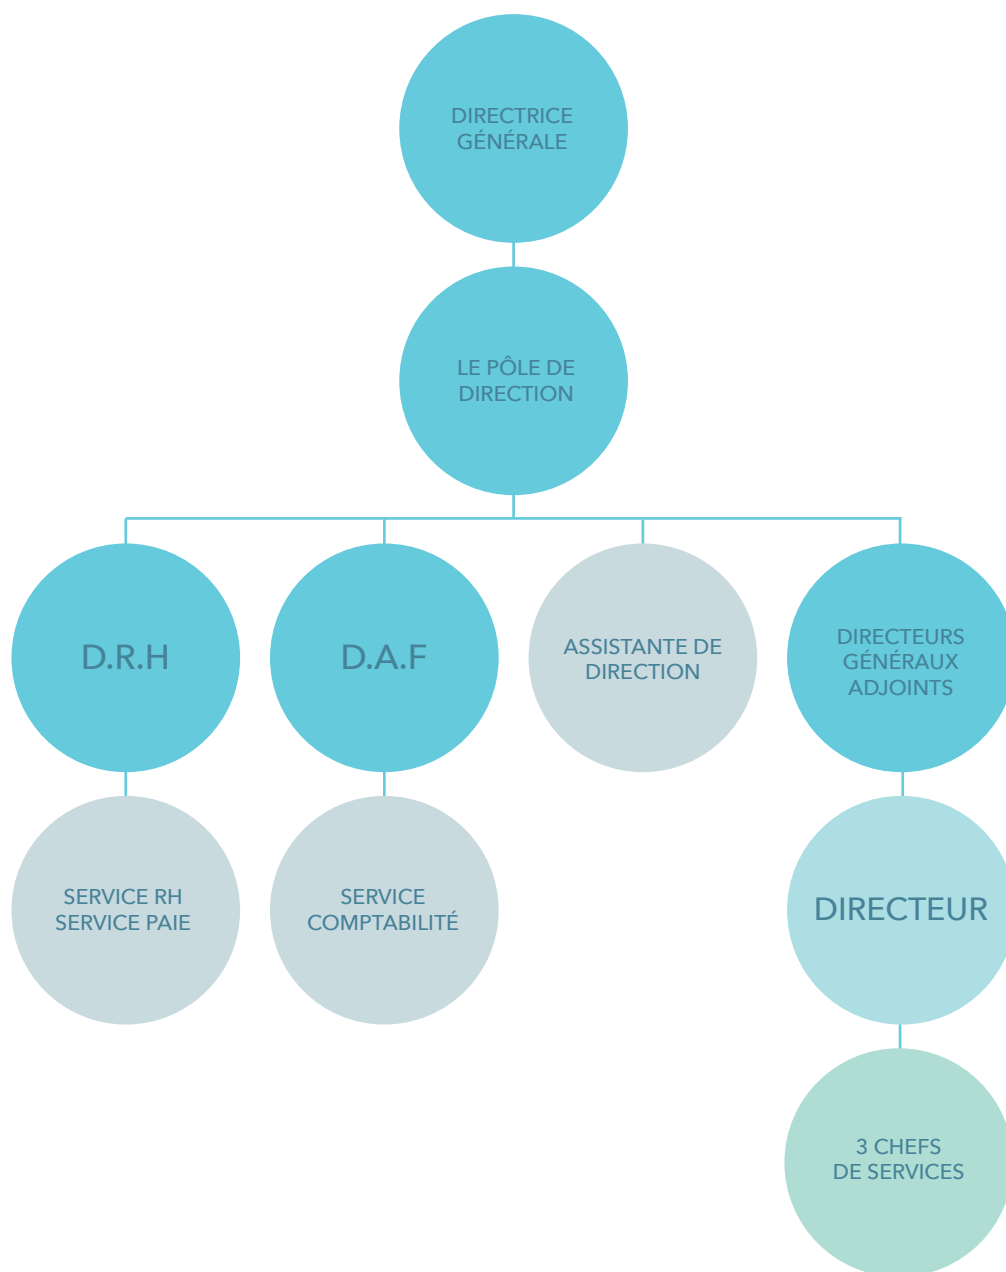 DIRECTRICE
GÉNÉRALE
LE PÔLE DE
DIRECTION
D.R.H
D.A.F
ASSISTANTE DE
DIRECTION
DIRECTEURS
GÉNÉRAUX
ADJOINTS
SERVICE RH
SERVICE PAIE
SERVICE
COMPTABILITÉ
DIRECTEUR
3 CHEFS
DE SERVICES